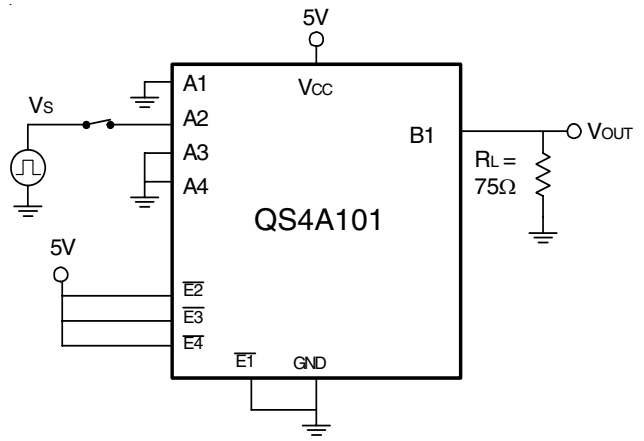 5V
VCC
A1
VS
A2
B1
VOUT
A3
RL =
75Ω
A4
QS4A101
5V
E2
E3
E4
E1
GND